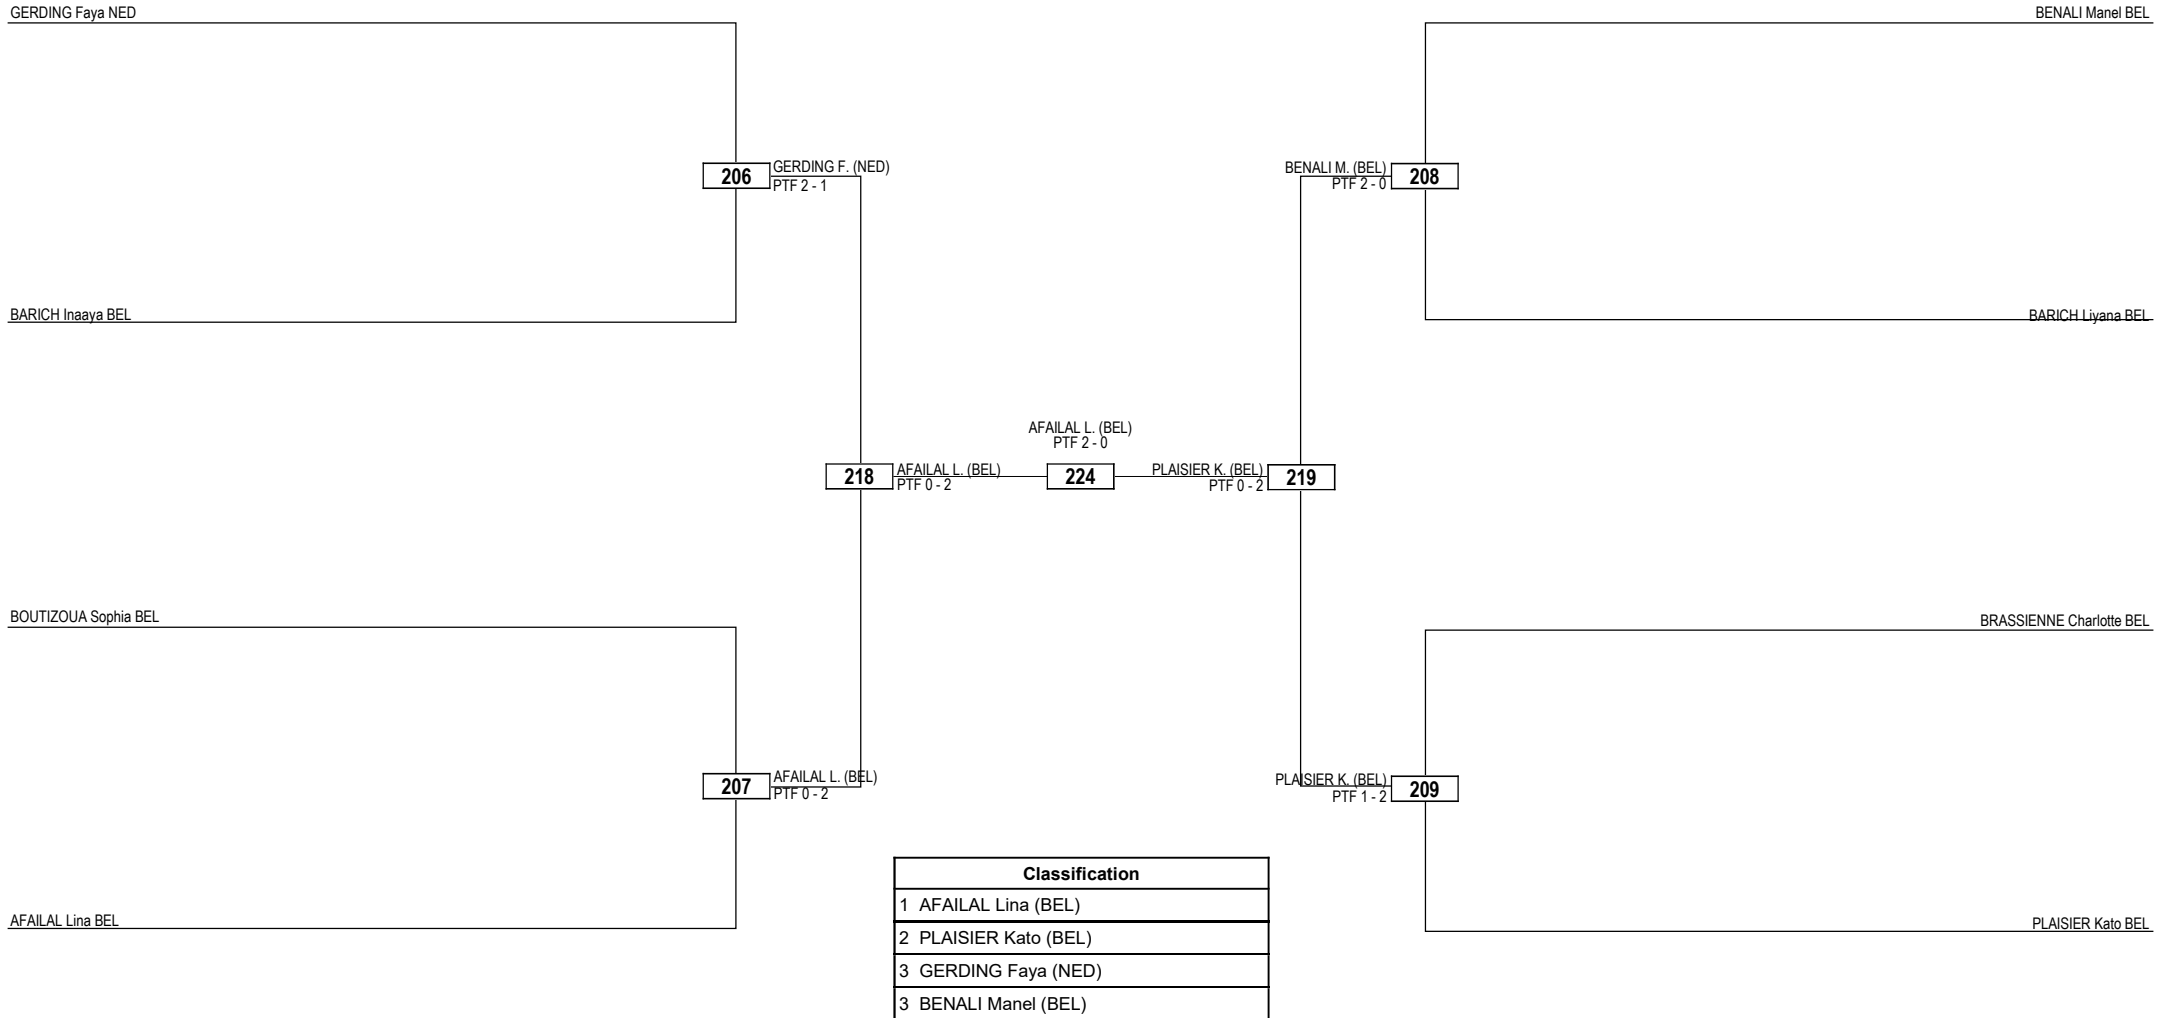 GERDING Faya NED
BENALI Manel BEL
GERDING F. (NED)
206
PTF 2 - 1
BENALI M. (BEL)
208
PTF 2 - 0
BARICH Inaaya BEL
BARICH Liyana BEL
AFAILAL L. (BEL)
PTF 2 - 0
218
AFAILAL L. (BEL)
PTF 0 - 2
224
PLAISIER K. (BEL)
PTF 0 - 2
219
BOUTIZOUA Sophia BEL
BRASSIENNE Charlotte BEL
207
AFAILAL L. (BEL)
PTF 0 - 2
PLAISIER K. (BEL)
PTF 1 - 2
209
AFAILAL Lina BEL
PLAISIER Kato BEL
Classification
1 AFAILAL Lina (BEL)
2 PLAISIER Kato (BEL)
3 GERDING Faya (NED)
3 BENALI Manel (BEL)